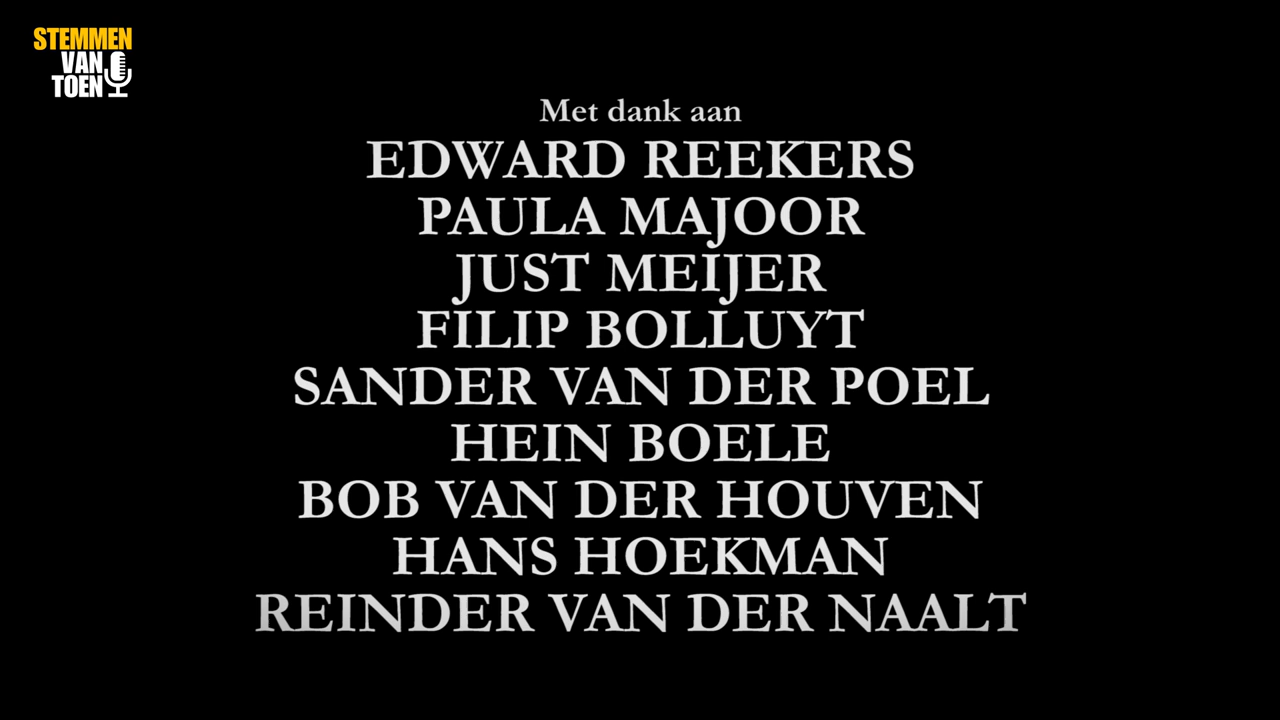 STEMMEN
VAN
TOEN
Met dank aan
EDWARD REEKERS
PAULA MAJOOR
JUST MEIJER
FILIP BOLLUYT
SANDER VAN DER POEL
HEIN BOELE
BOB VAN DER HOUVEN
HANS HOEKMAN
REINDER VAN DER NAALT